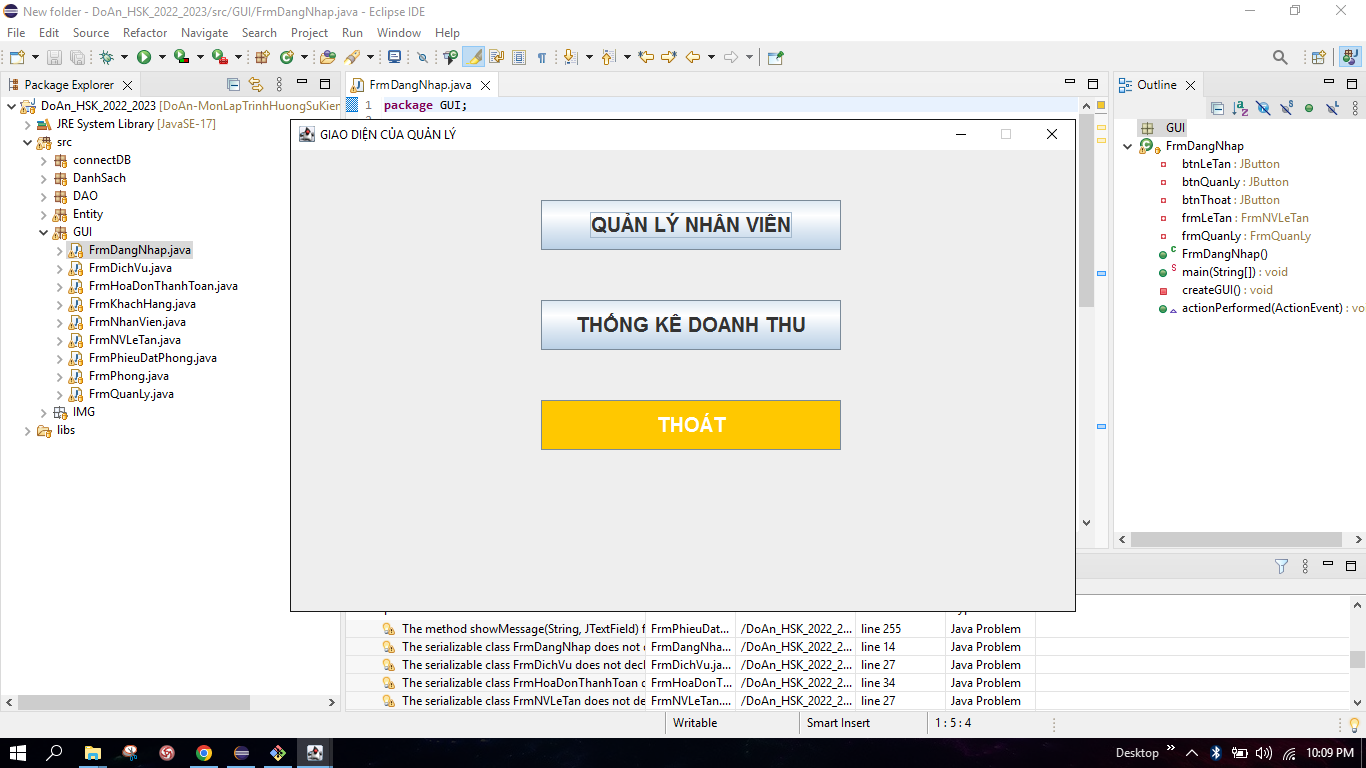 New folder - DoAn_HSK_2022_2023/src/GUI/FrmDangNhap.java - Eclipse IDE
File Edit Source Refactor Navigate Search Project Run Window Help
Package Explorer
FrmDangNhap.java
Outline
DoAn_HSK_2022_2023 [DoAn-MonLapTrinhHuongSuKien
JRE System Library [JavaSE-17]
src
connectDB
DanhSach
DAO
Entity
GUI
FrmDangNhap.java
FrmDichVu.java
FrmHoaDonThanhToan.java
FrmKhachHang.java
FrmNhanVien.java
FrmNVLeTan.java
FrmPhieuDatPhong.java
FrmPhong.java
FrmQuanLy.java
IMG
libs
1 package GUI;
GIAO DIỆN CỦA QUẢN LÝ
QUẢN LÝ NHÂN VIÊN
THỐNG KÊ DOANH THU
THOÁT
GUI
FrmDangNhap
btnLeTan : JButton
btnQuanLy : JButton
btnThoat : JButton
frmLeTan : FrmNVLeTan
frmQuanLy : FrmQuanLy
FrmDangNhap()
main(String[]) : void
createGUI() : void
actionPerformed(ActionEvent) : vo
The method showMessage(String, JTextField) f FrmPhieuDat... /DoAn_HSK_2022_2... line 255 Java Problem
The serializable class FrmDangNhap does not d FrmDangNha... /DoAn_HSK_2022_2... line 14 Java Problem
The serializable class FrmDichVu does not decl FrmDichVu.ja... /DoAn_HSK_2022_2... line 27 Java Problem
The serializable class FrmHoaDonThanhToan d FrmHoaDonT... /DoAn_HSK_2022_2... line 34 Java Problem
The serializable class FrmNVLeTan does not de FrmNVLeTan.... /DoAn_HSK_2022_2... line 27 Java Problem
Writable Smart Insert 1 : 5 : 4
Desktop 10:09 PM